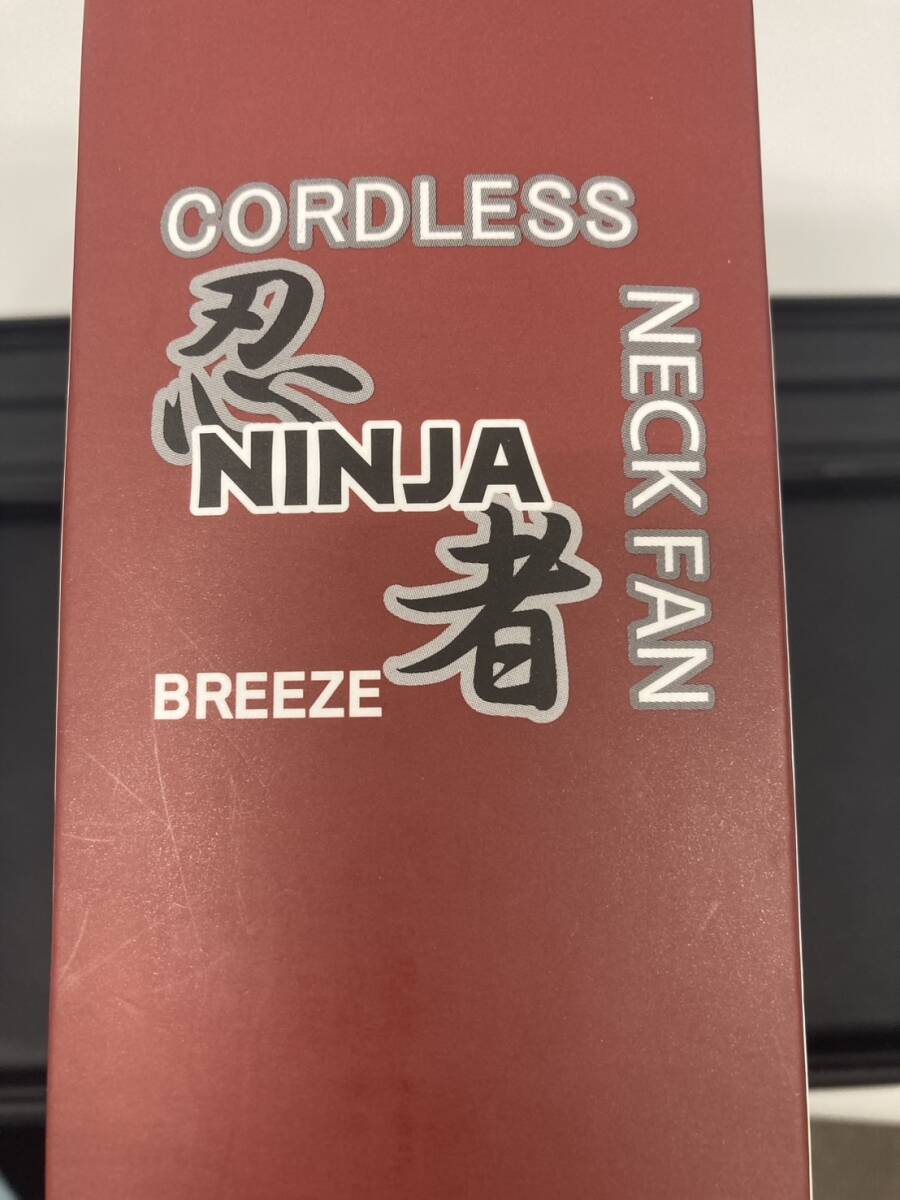 CORDLESS
NECK FAN
忍
NINJA
者
BREEZE